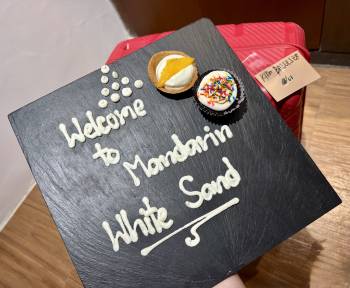 Welcome
to Mandarin
White Sand